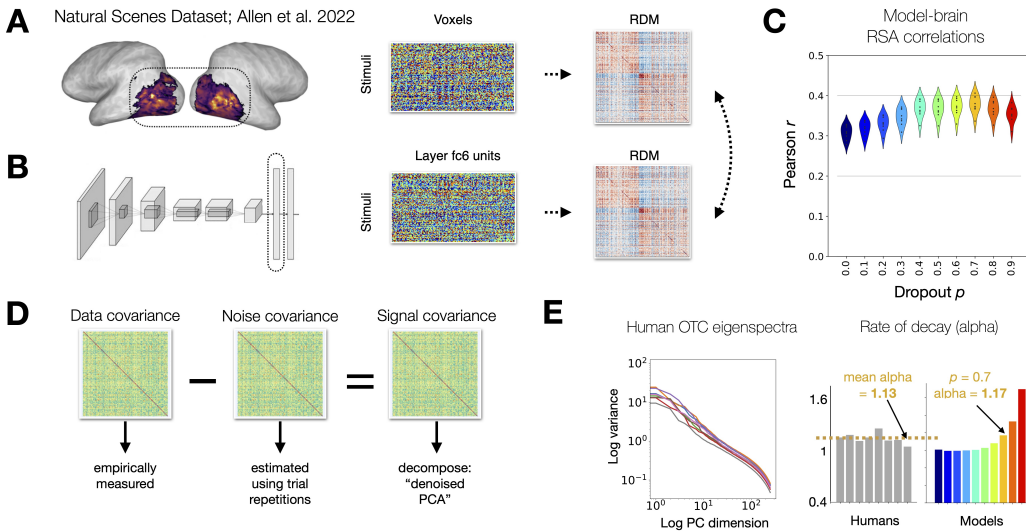 A
Natural Scenes Dataset; Allen et al. 2022
Voxels
Stimuli
RDM
B
Layer fc6 units
Stimuli
RDM
C
Model-brain
RSA correlations
Pearson r
0.5
0.4
0.3
0.2
0.1
0.0
0.0 0.1 0.2 0.3 0.4 0.5 0.6 0.7 0.8 0.9
Dropout p
D
Data covariance
Noise covariance
Signal covariance
empirically
measured
estimated
using trial
repetitions
decompose:
“denoised
PCA”
E
Human OTC eigenspectra
Log variance
10²
10¹
10⁰
10⁻¹
10⁰ 10¹ 10²
Log PC dimension
Rate of decay (alpha)
1.6
1
0.4
mean alpha
= 1.13
p = 0.7
alpha = 1.17
Humans
Models